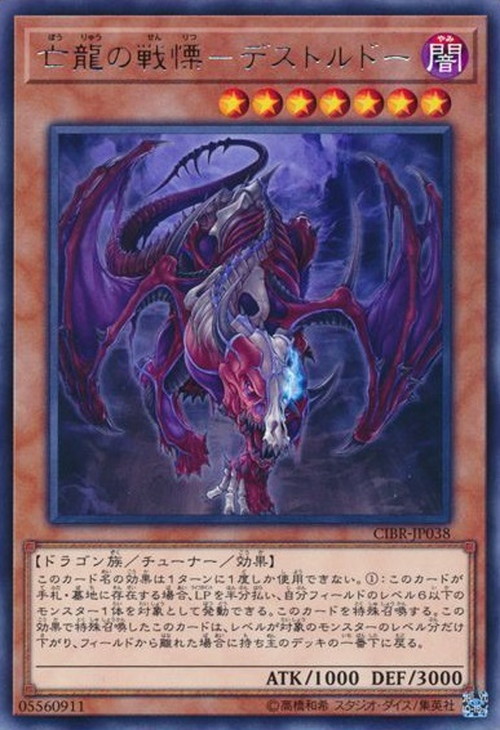 亡龍の戦慄－デストルドー
闇
CIBR-JP038
【ドラゴン族／チューナー／効果】
このカード名の効果は１ターンに１度しか使用できない。①：このカードが
手札・墓地に存在する場合、LPを半分払い、自分フィールドのレベル６以下の
モンスター１体を対象として発動できる。このカードを特殊召喚する。この
効果で特殊召喚したこのカードは、レベルが対象のモンスターのレベル分だけ
下がり、フィールドから離れた場合に持ち主のデッキの一番下に戻る。
ATK/1000 DEF/3000
05560911
©高橋和希 スタジオ・ダイス/集英社